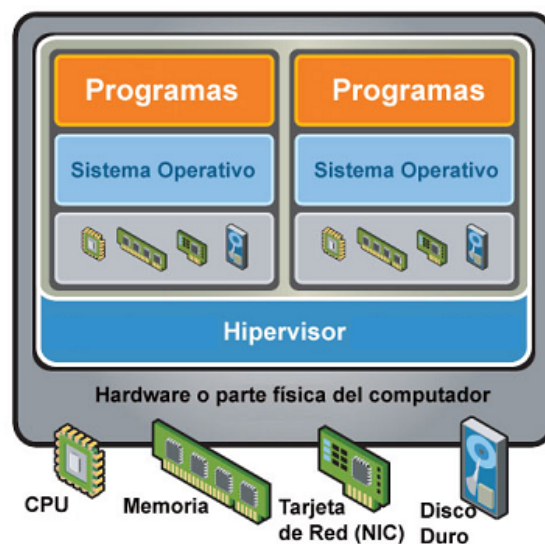 Programas
Programas
Sistema Operativo
Sistema Operativo
Hipervisor
Hardware o parte física del computador
CPU
Memoria
Tarjeta
de Red (NIC)
Disco
Duro